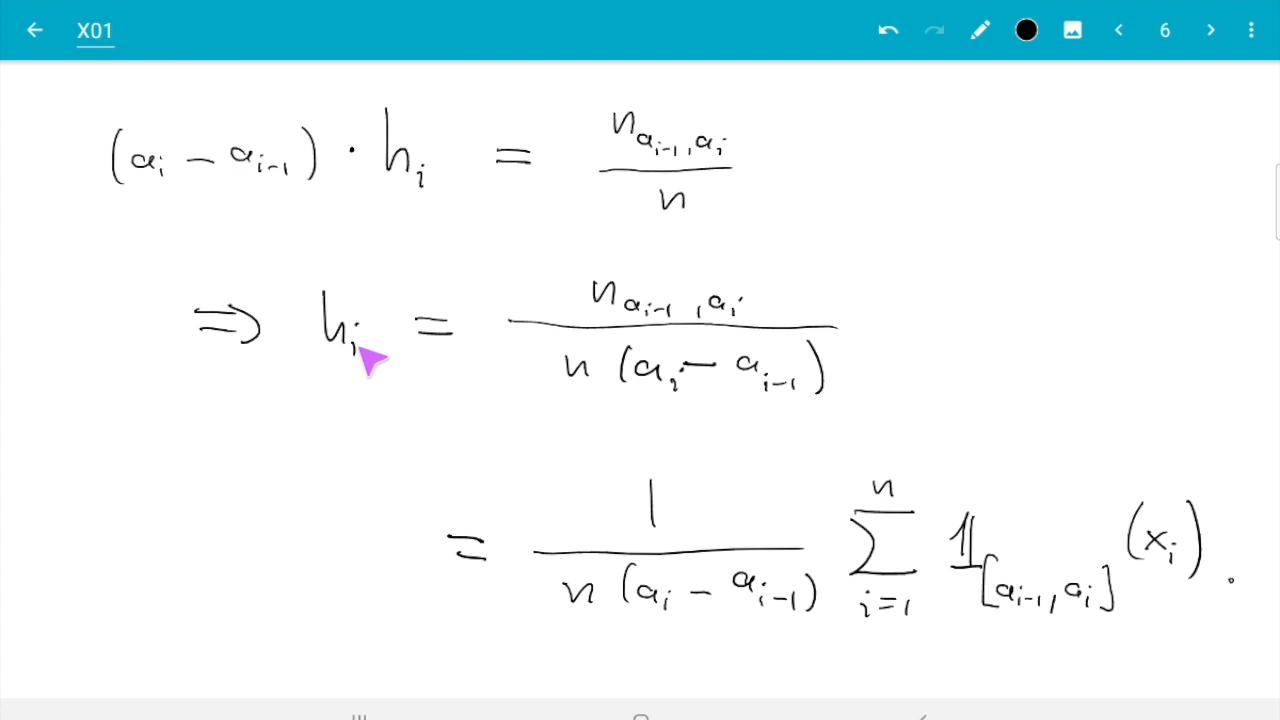 X01 6
(a_i − a_{i−1}) · h_i = n_{a_{i−1}, a_i} / n
⇒ h_i = n_{a_{i−1}, a_i} / n (a_i − a_{i−1})
= 1 / n (a_i − a_{i−1}) ∑_{i=1}^{n} 𝟙_{[a_{i−1}, a_i]} (x_i).